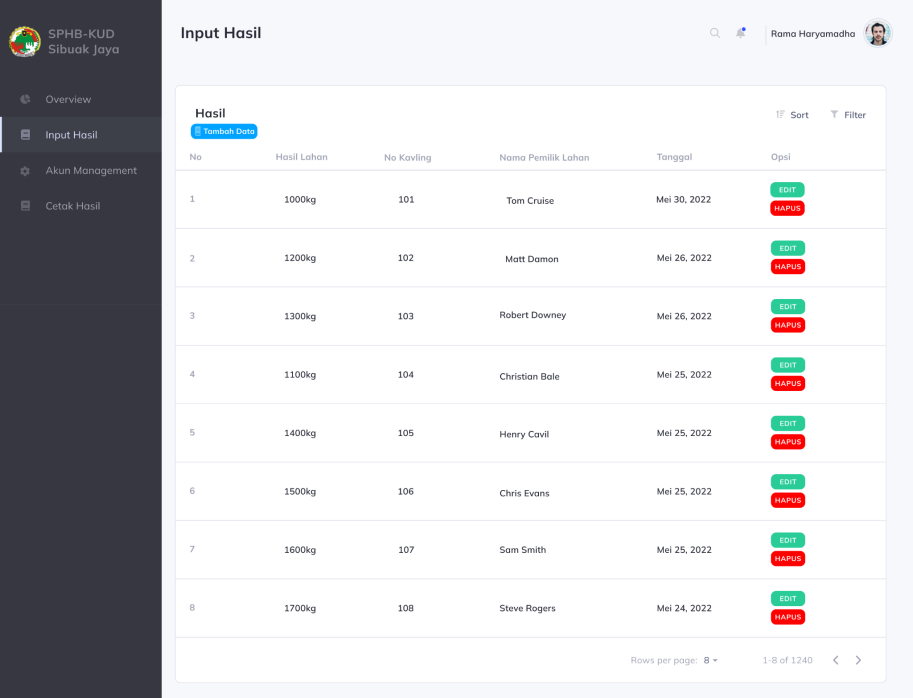 SPHB-KUD
Sibuak Jaya
Overview
Input Hasil
Akun Management
Cetak Hasil
Input Hasil
Rama Haryamadha
Hasil
Tambah Data
Sort
Filter
No Hasil Lahan No Kavling Nama Pemilik Lahan Tanggal Opsi
1 1000kg 101 Tom Cruise Mei 30, 2022 EDIT
HAPUS
2 1200kg 102 Matt Damon Mei 26, 2022 EDIT
HAPUS
3 1300kg 103 Robert Downey Mei 26, 2022 EDIT
HAPUS
4 1100kg 104 Christian Bale Mei 25, 2022 EDIT
HAPUS
5 1400kg 105 Henry Cavil Mei 25, 2022 EDIT
HAPUS
6 1500kg 106 Chris Evans Mei 25, 2022 EDIT
HAPUS
7 1600kg 107 Sam Smith Mei 25, 2022 EDIT
HAPUS
8 1700kg 108 Steve Rogers Mei 24, 2022 EDIT
HAPUS
Rows per page: 8 1-8 of 1240